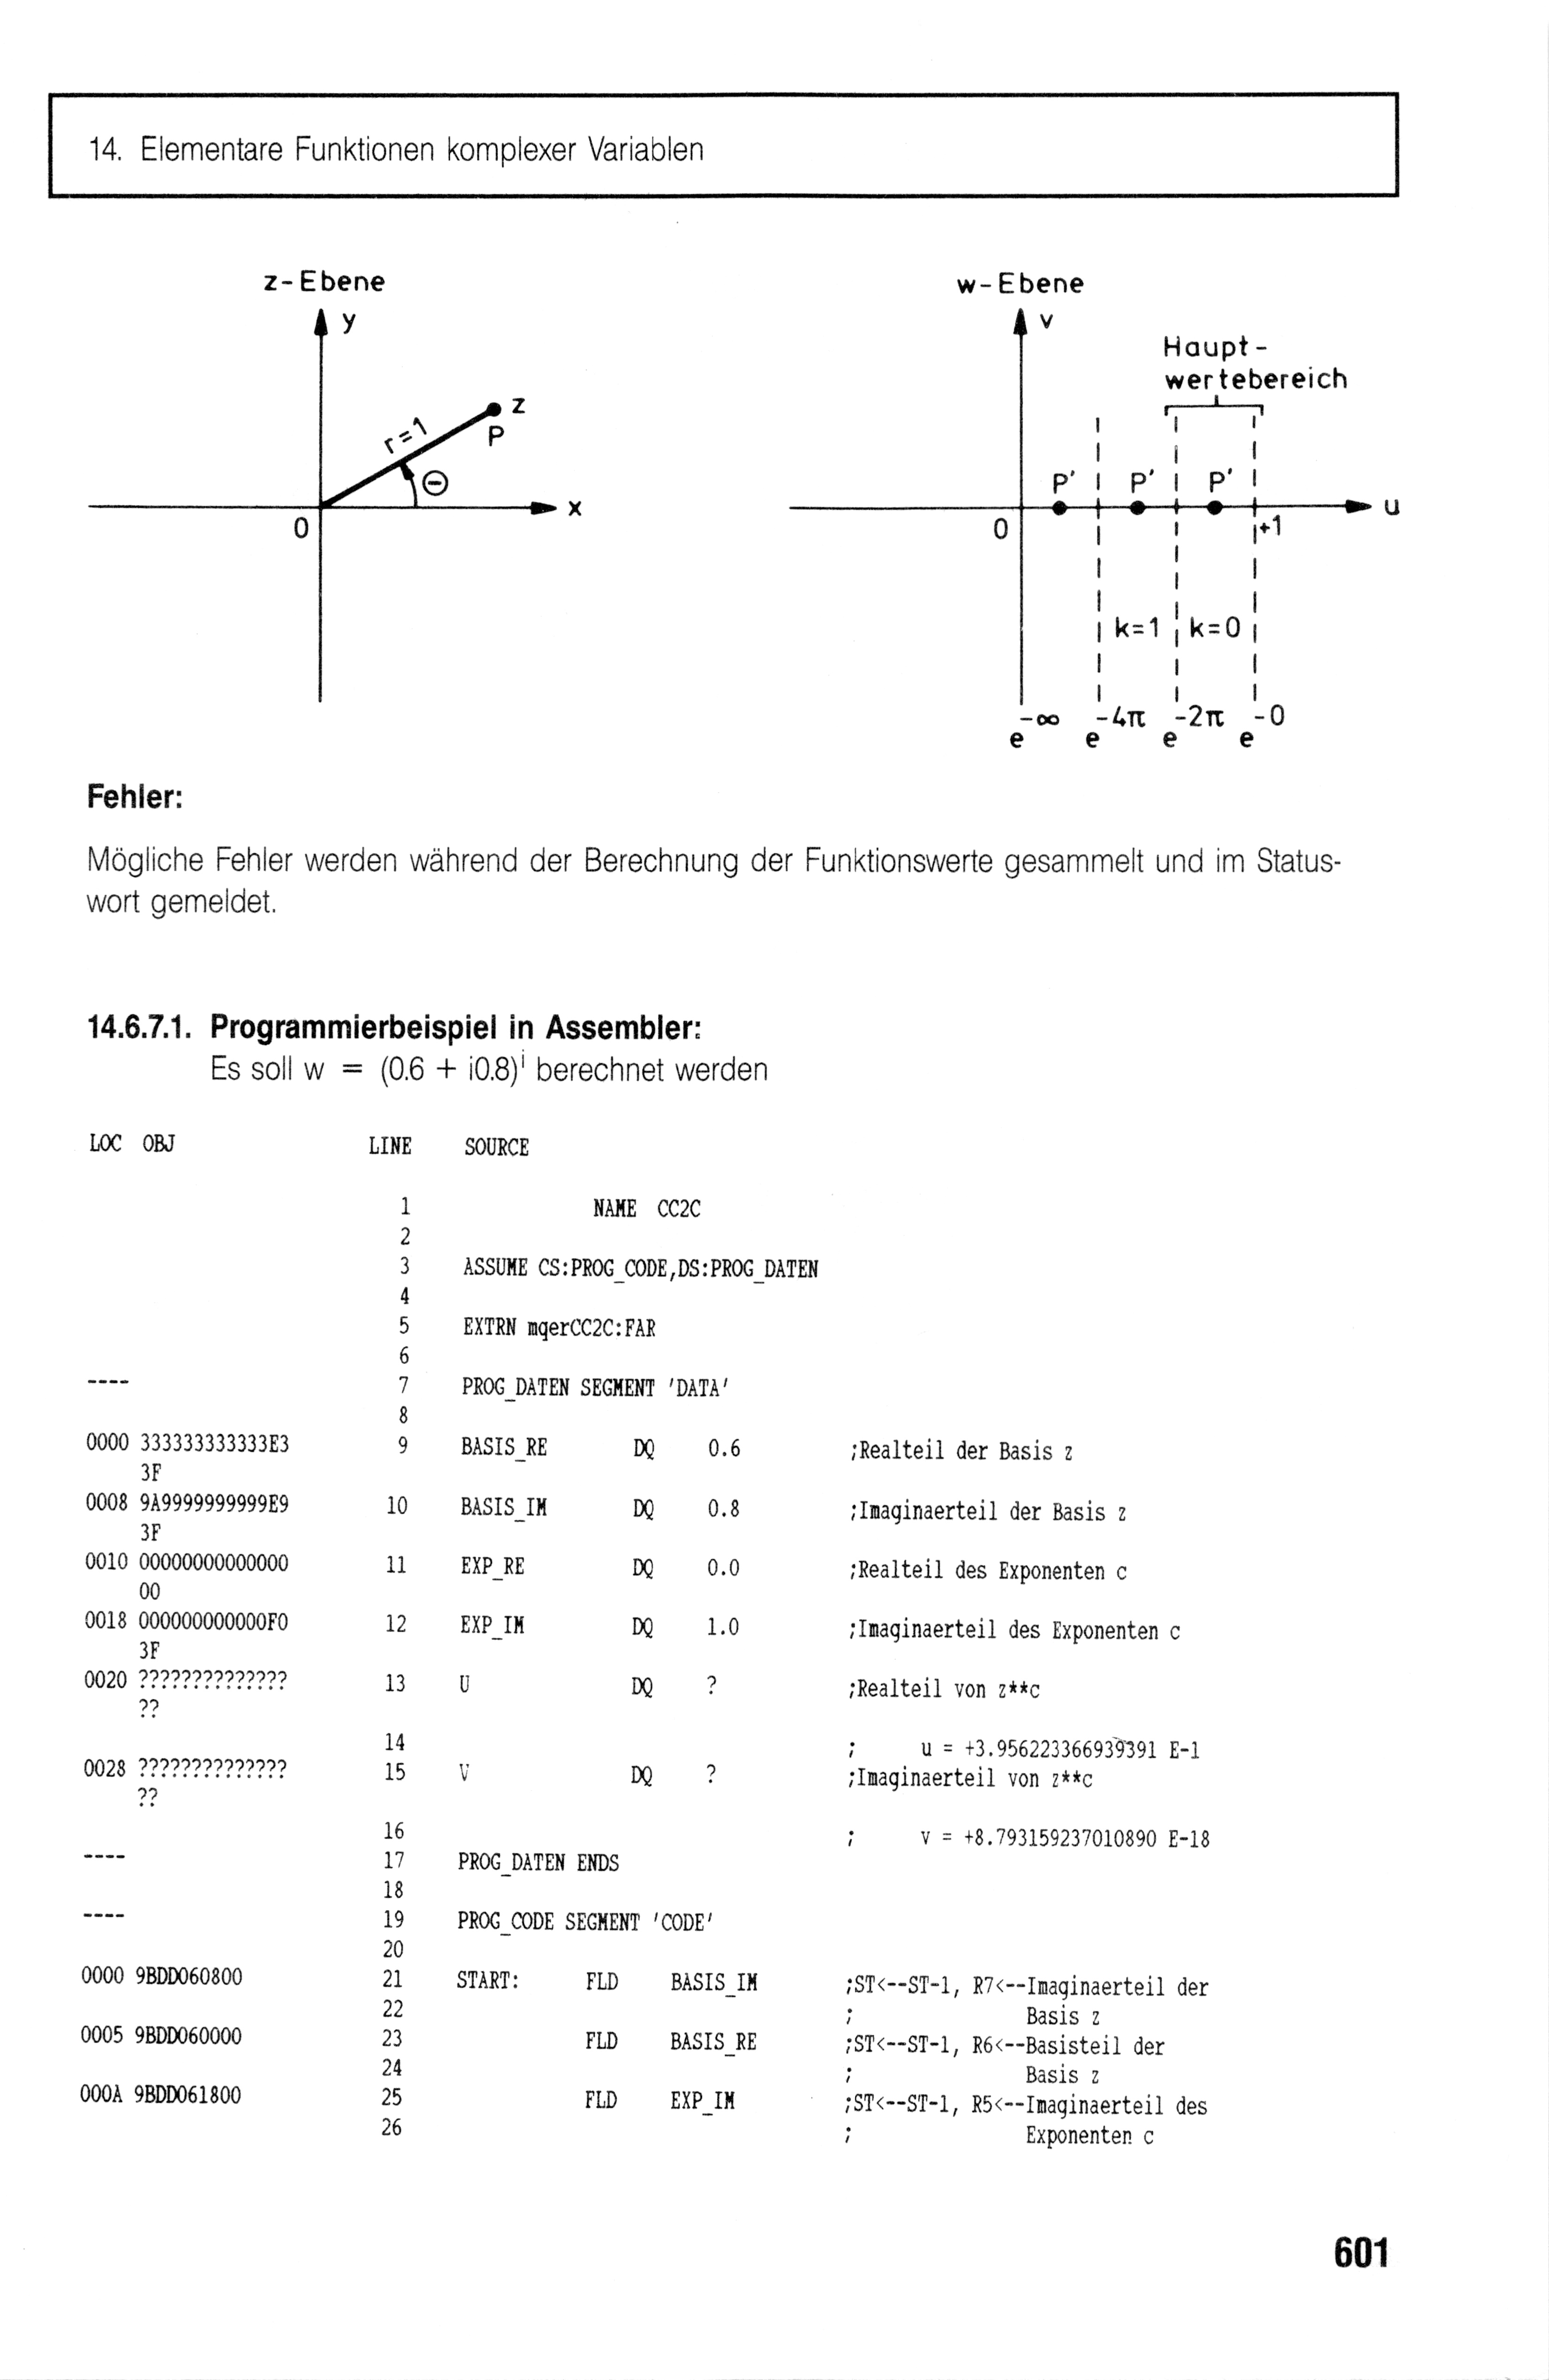 14. Elementare Funktionen komplexer Variablen
z-Ebene
y
z
P
r=1
Θ
x
0
w-Ebene
v
Haupt-
wertebereich
P' P' P'
u
0
+1
k=1 k=0
e^-∞ e^-4π e^-2π e^-0
Fehler:
Mögliche Fehler werden während der Berechnung der Funktionswerte gesammelt und im Status-
wort gemeldet.
14.6.7.1. Programmierbeispiel in Assembler:
Es soll w = (0.6 + i0.8)^i berechnet werden
LOC OBJ LINE SOURCE
1 NAME CC2C
2
3 ASSUME CS:PROG_CODE,DS:PROG_DATEN
4
5 EXTRN mqerCC2C:FAR
6
---- 7 PROG_DATEN SEGMENT 'DATA'
8
0000 333333333333E3 9 BASIS_RE DQ 0.6 ;Realteil der Basis z
3F
0008 9A9999999999E9 10 BASIS_IM DQ 0.8 ;Imaginaerteil der Basis z
3F
0010 00000000000000 11 EXP_RE DQ 0.0 ;Realteil des Exponenten c
00
0018 000000000000F0 12 EXP_IM DQ 1.0 ;Imaginaerteil des Exponenten c
3F
0020 ?????????????? 13 U DQ ? ;Realteil von z**c
??
14 ; u = +3.956223366939391 E-1
0028 ?????????????? 15 V DQ ? ;Imaginaerteil von z**c
??
16 ; v = +8.793159237010890 E-18
---- 17 PROG_DATEN ENDS
18
---- 19 PROG_CODE SEGMENT 'CODE'
20
0000 9BDD060800 21 START: FLD BASIS_IM ;ST<--ST-1, R7<--Imaginaerteil der
22 ; Basis z
0005 9BDD060000 23 FLD BASIS_RE ;ST<--ST-1, R6<--Basisteil der
24 ; Basis z
000A 9BDD061800 25 FLD EXP_IM ;ST<--ST-1, R5<--Imaginaerteil des
26 ; Exponenten c
601